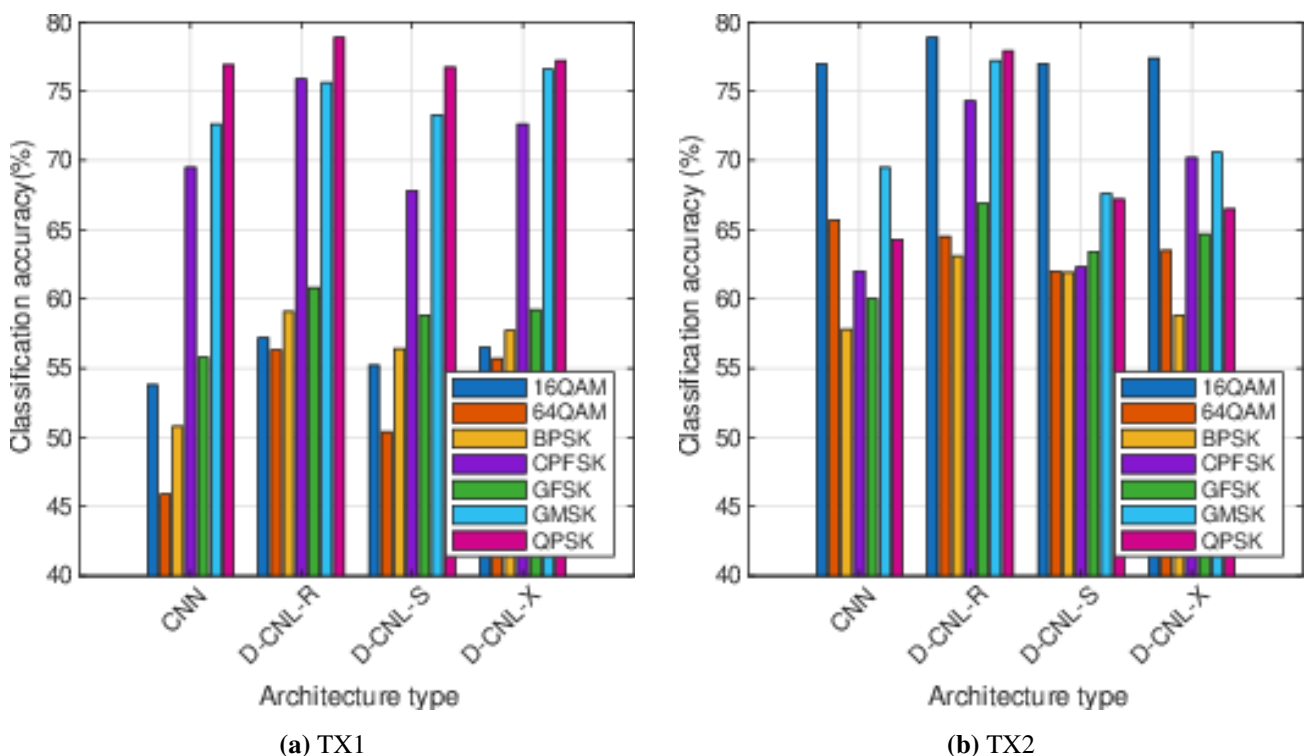 80
75
70
65
60
55
50
45
40
Classification accuracy(%)
16QAM
64QAM
BPSK
CPFSK
GFSK
GMSK
QPSK
CNN
D-CNL-R
D-CNL-S
D-CNL-X
Architecture type
(a) TX1
80
75
70
65
60
55
50
45
40
Classification accuracy (%)
16QAM
64QAM
BPSK
CPFSK
GFSK
GMSK
QPSK
CNN
D-CNL-R
D-CNL-S
D-CNL-X
Architecture type
(b) TX2